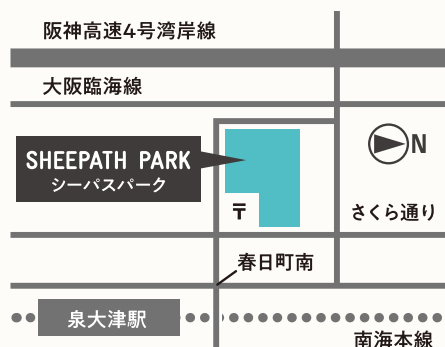 阪神高速4号湾岸線
大阪臨海線
SHEEPATH PARK
シーパスパーク
N
〒
さくら通り
春日町南
泉大津駅
南海本線